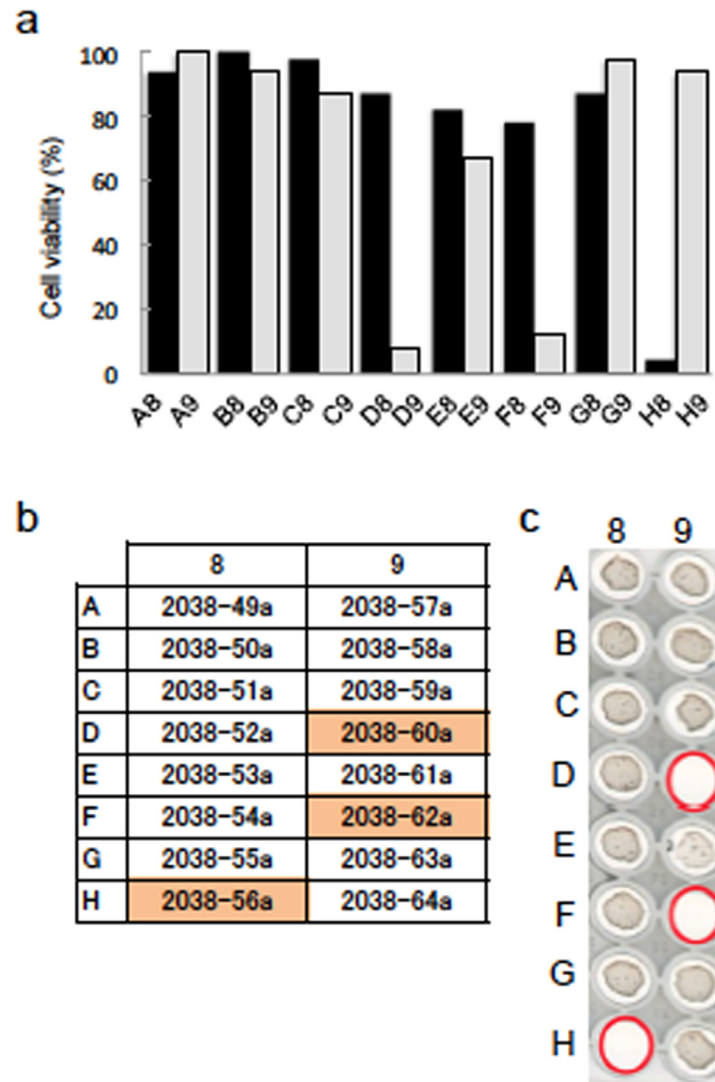 a
Cell viability (%)
100
80
60
40
20
0
A8 A9 B8 B9 C8 C9 D8 D9 E8 E9 F8 F9 G8 G9 H8 H9
b
8 9
A 2038-49a 2038-57a
B 2038-50a 2038-58a
C 2038-51a 2038-59a
D 2038-52a 2038-60a
E 2038-53a 2038-61a
F 2038-54a 2038-62a
G 2038-55a 2038-63a
H 2038-56a 2038-64a
c
8 9
A
B
C
D
E
F
G
H